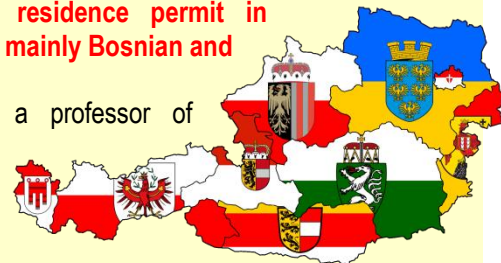 residence permit in
mainly Bosnian and
a professor of